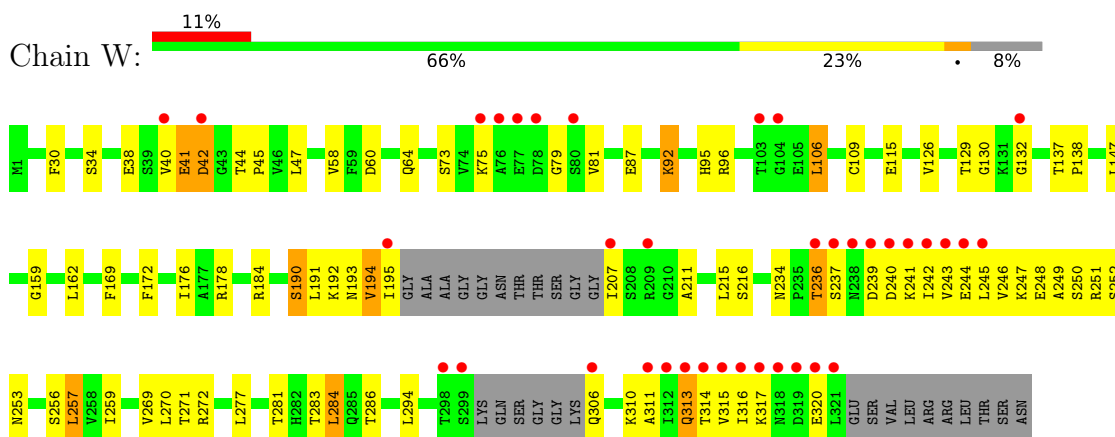 11%
Chain W:
66% 23% • 8%
M1 F30 S34 E38 S39 V40 E41 D42 G43 T44 P45 V46 L47 V58 F59 D60 Q64 S73 V74 K75 A76 E77 D78 G79 S80 V81 E87 K92 H95 R96 T103 G104 E105 L106 C109 E115 V126 T129 G130 K131 G132 T137 P138 L147
G159 L162 F169 F172 I176 A177 R178 R184 S190 L191 K192 N193 V194 I195 GLY ALA ALA GLY GLY ASN THR THR SER GLY GLY I207 S208 R209 G210 A211 L215 S216 N234 P235 T236 S237 N238 D239 D240 K241 I242 V243 E244 L245 V246 K247 E248 A249 S250 R251 S252
N253 S256 L257 V258 I259 V269 L270 T271 R272 L277 T281 H282 T283 L284 Q285 T286 L294 T298 S299 LYS GLN SER GLY GLY LYS Q306 K310 A311 I312 Q313 T314 V315 I316 K317 N318 D319 E320 L321 GLU SER VAL LEU ARG ARG LEU THR SER ASN